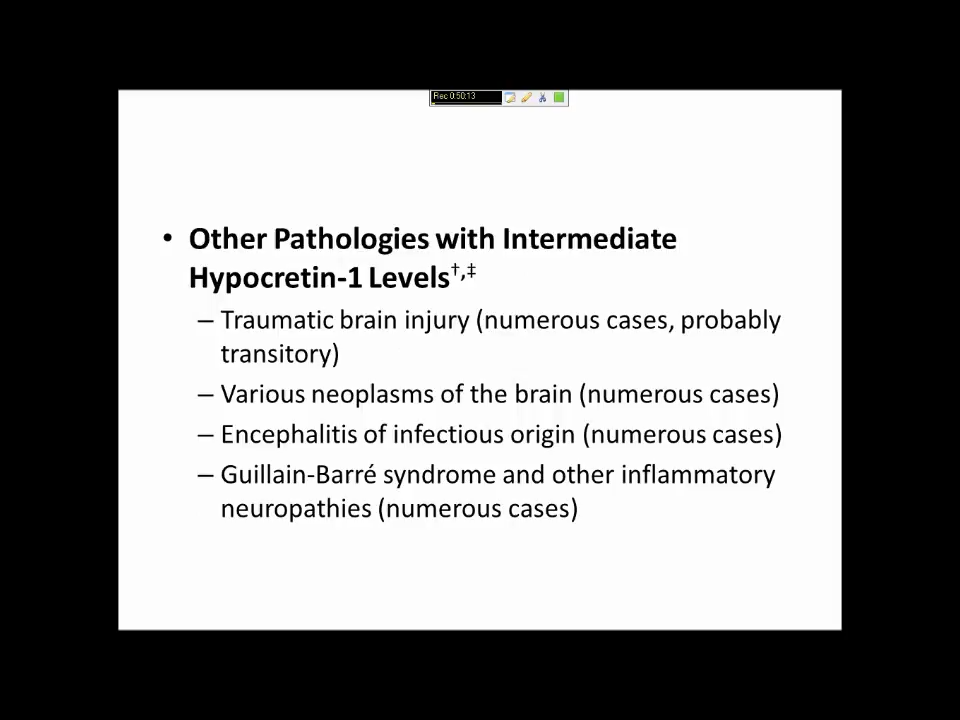 Rec 0:50:13
• Other Pathologies with Intermediate
Hypocretin-1 Levels†,‡
– Traumatic brain injury (numerous cases, probably
transitory)
– Various neoplasms of the brain (numerous cases)
– Encephalitis of infectious origin (numerous cases)
– Guillain-Barré syndrome and other inflammatory
neuropathies (numerous cases)